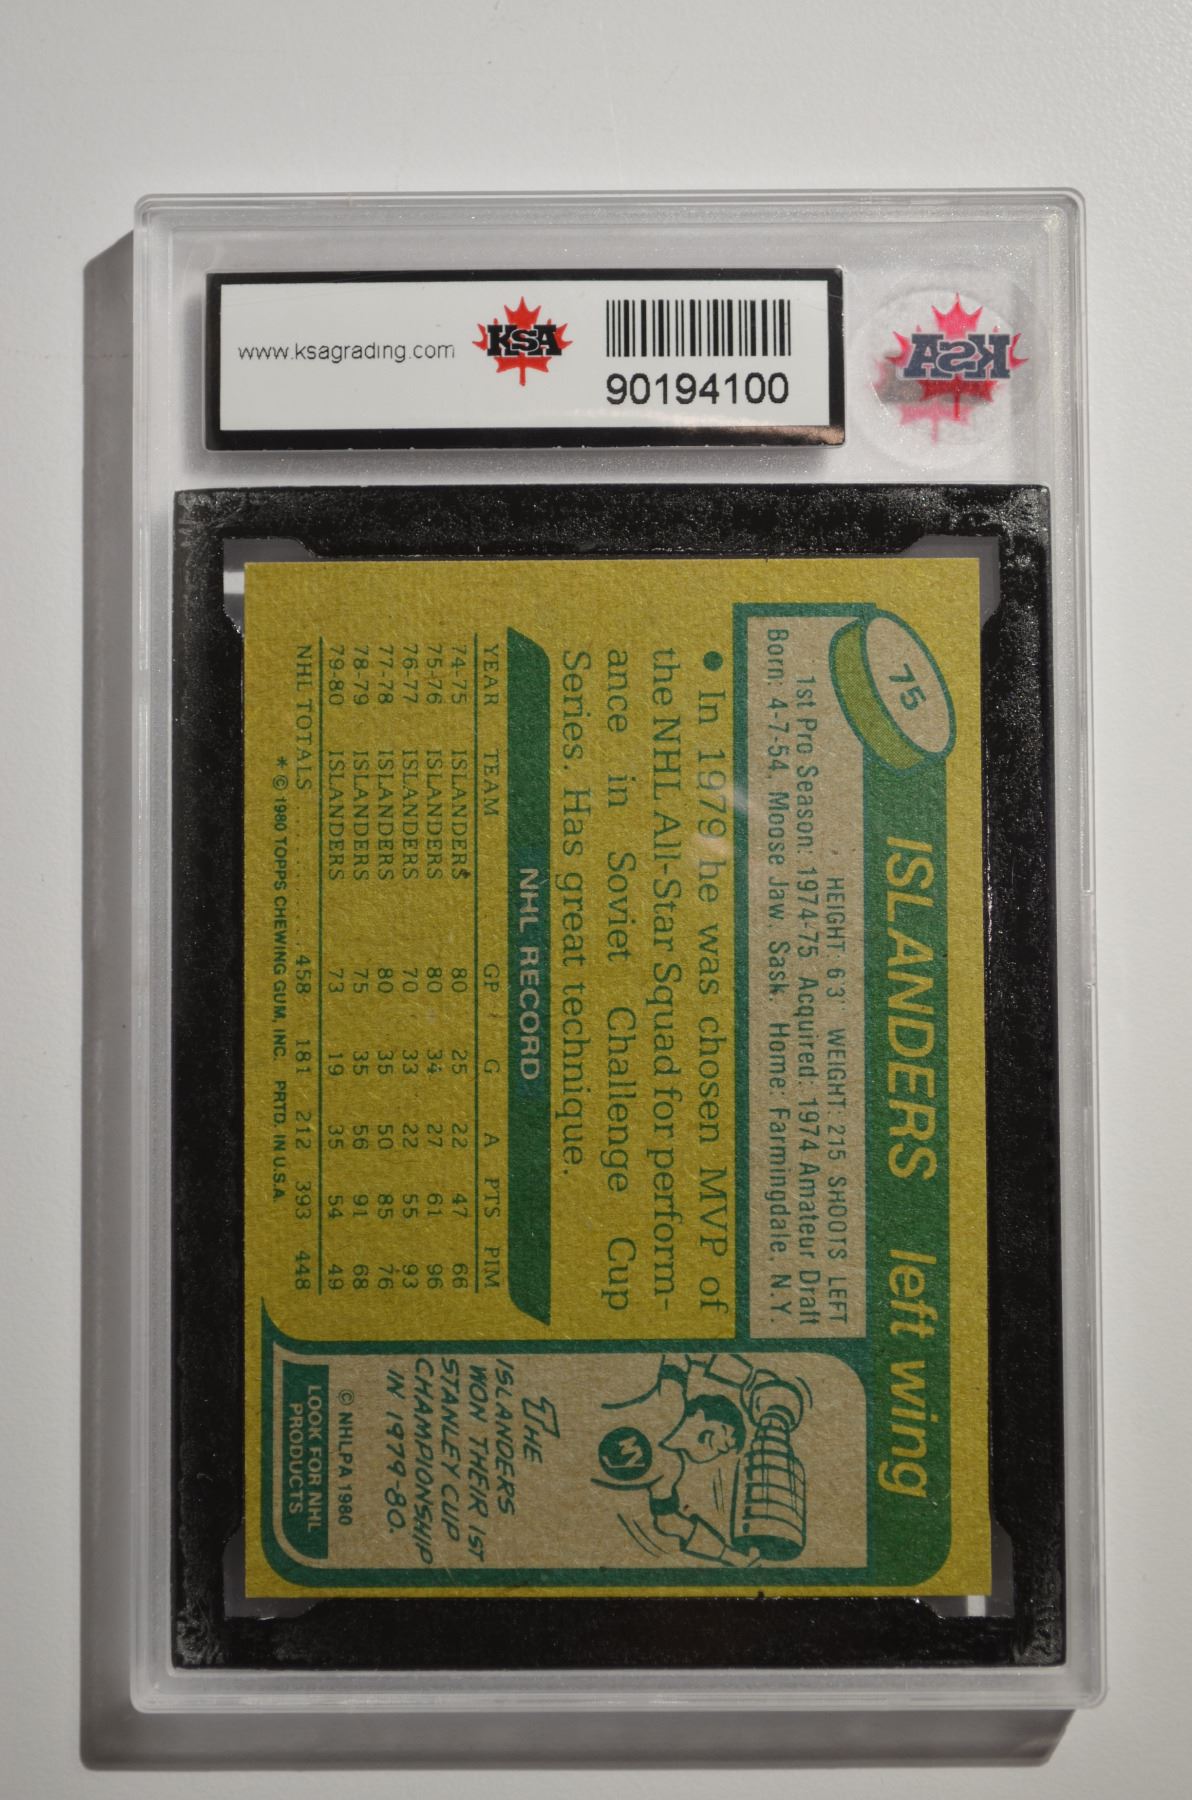 www.ksagrading.com
KSA
90194100
KSA
75
ISLANDERS left wing
HEIGHT: 6'3" WEIGHT: 215 SHOOTS LEFT
1st Pro Season: 1974-75 Acquired: 1974 Amateur Draft
Born: 4-7-54, Moose Jaw, Sask. Home: Farmingdale, N.Y.
• In 1979 he was chosen MVP of
the NHL All-Star Squad for perform-
ance in Soviet Challenge Cup
Series. Has great technique.
NHL RECORD
YEAR TEAM GP G A PTS PIM
74-75 ISLANDERS 80 25 22 47 66
75-76 ISLANDERS 80 34 27 61 96
76-77 ISLANDERS 70 33 22 55 93
77-78 ISLANDERS 80 35 50 85 76
78-79 ISLANDERS 75 35 56 91 68
79-80 ISLANDERS 73 19 35 54 49
NHL TOTALS .......... 458 181 212 393 448
* © 1980 TOPPS CHEWING GUM, INC. PRTD. IN U.S.A.
THE
ISLANDERS
WON THEIR 1ST
STANLEY CUP
CHAMPIONSHIP
IN 1979-80.
© NHLPA 1980
LOOK FOR NHL
PRODUCTS